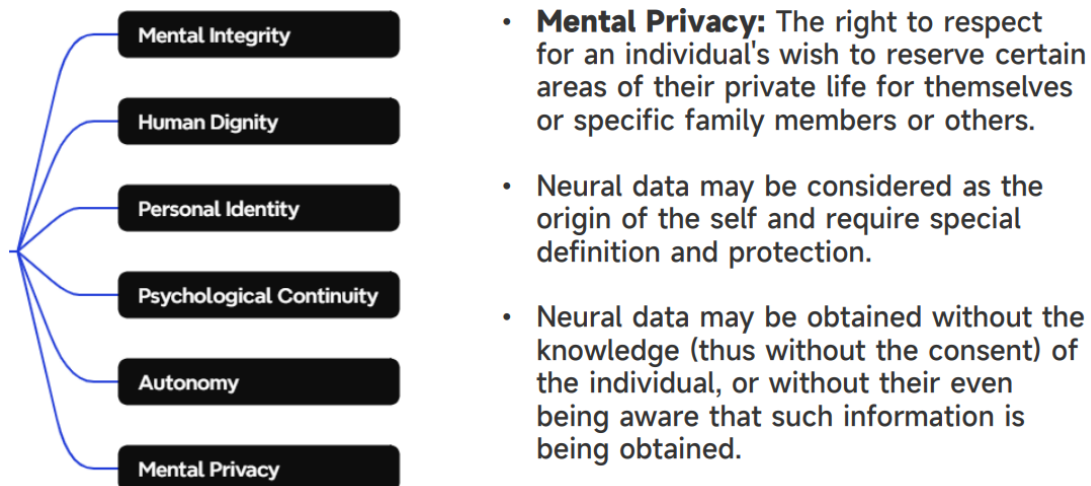 Mental Integrity
Human Dignity
Personal Identity
Psychological Continuity
Autonomy
Mental Privacy
• Mental Privacy: The right to respect
for an individual's wish to reserve certain
areas of their private life for themselves
or specific family members or others.
• Neural data may be considered as the
origin of the self and require special
definition and protection.
• Neural data may be obtained without the
knowledge (thus without the consent) of
the individual, or without their even
being aware that such information is
being obtained.